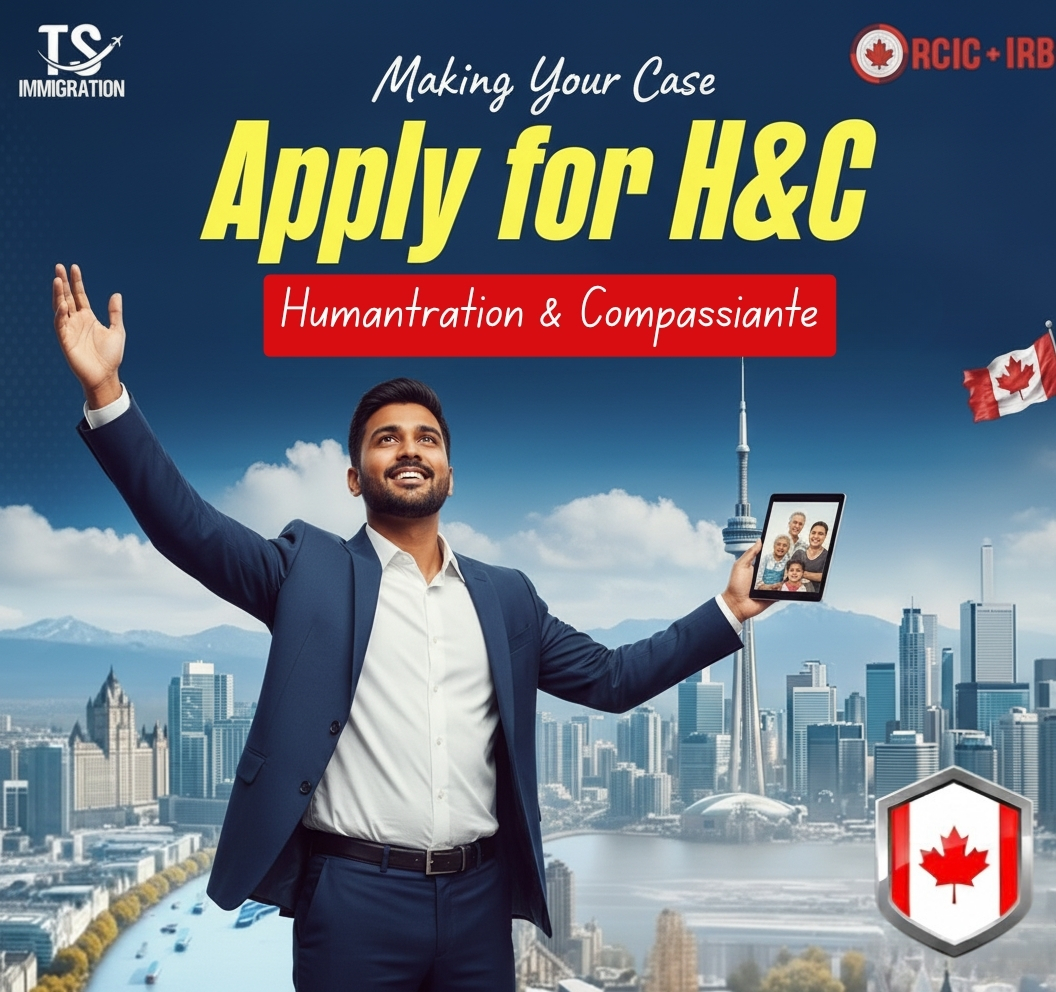 TS
IMMIGRATION
RCIC + IRB
Making Your Case
Apply for H&C
Humantration & Compassiante